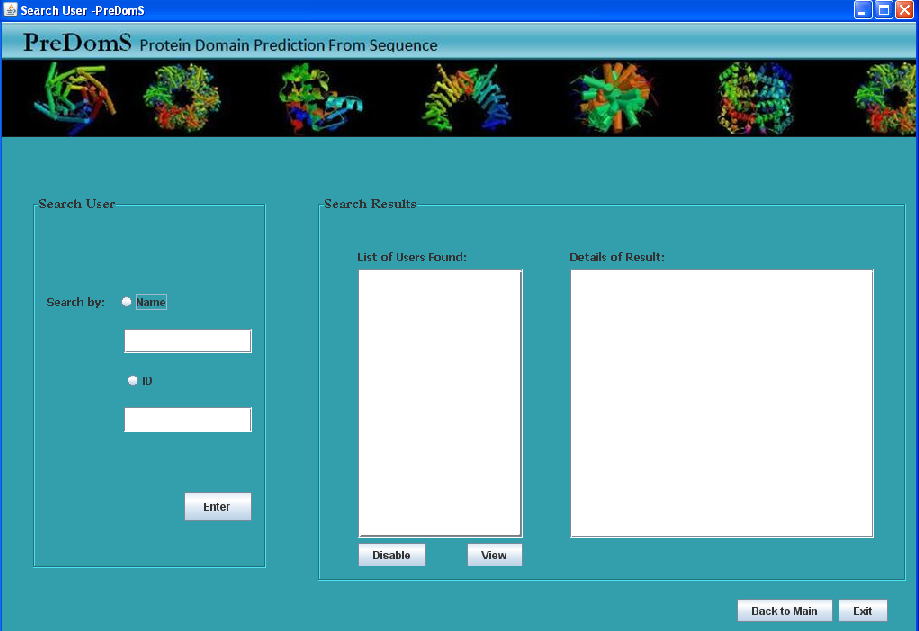 Search User -PreDomS
PreDomS Protein Domain Prediction From Sequence
Search User
Search by:
Name
ID
Enter
Search Results
List of Users Found:
Details of Result:
Disable
View
Back to Main
Exit